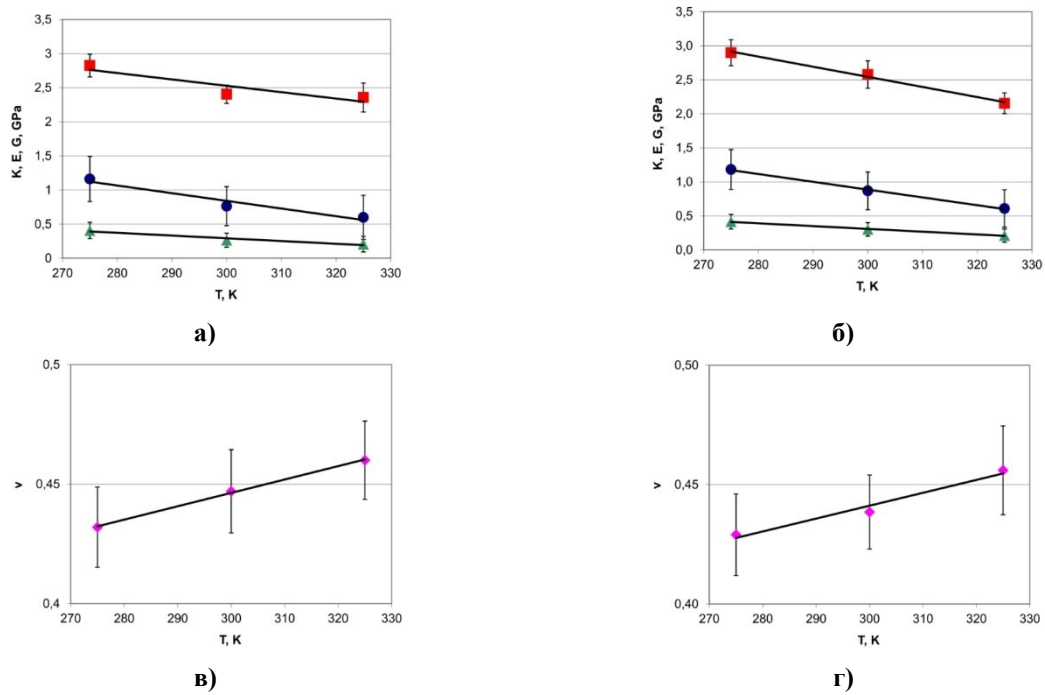 3,5
3
2,5
2
1,5
1
0,5
0
K, E, G, GPa
270 280 290 300 310 320 330
T, K
а)
3,5
3,0
2,5
2,0
1,5
1,0
0,5
0,0
K, E, G, GPa
270 280 290 300 310 320 330
T, K
б)
0,5
0,45
0,4
v
270 280 290 300 310 320 330
T, K
в)
0,50
0,45
0,40
v
270 280 290 300 310 320 330
T, K
г)